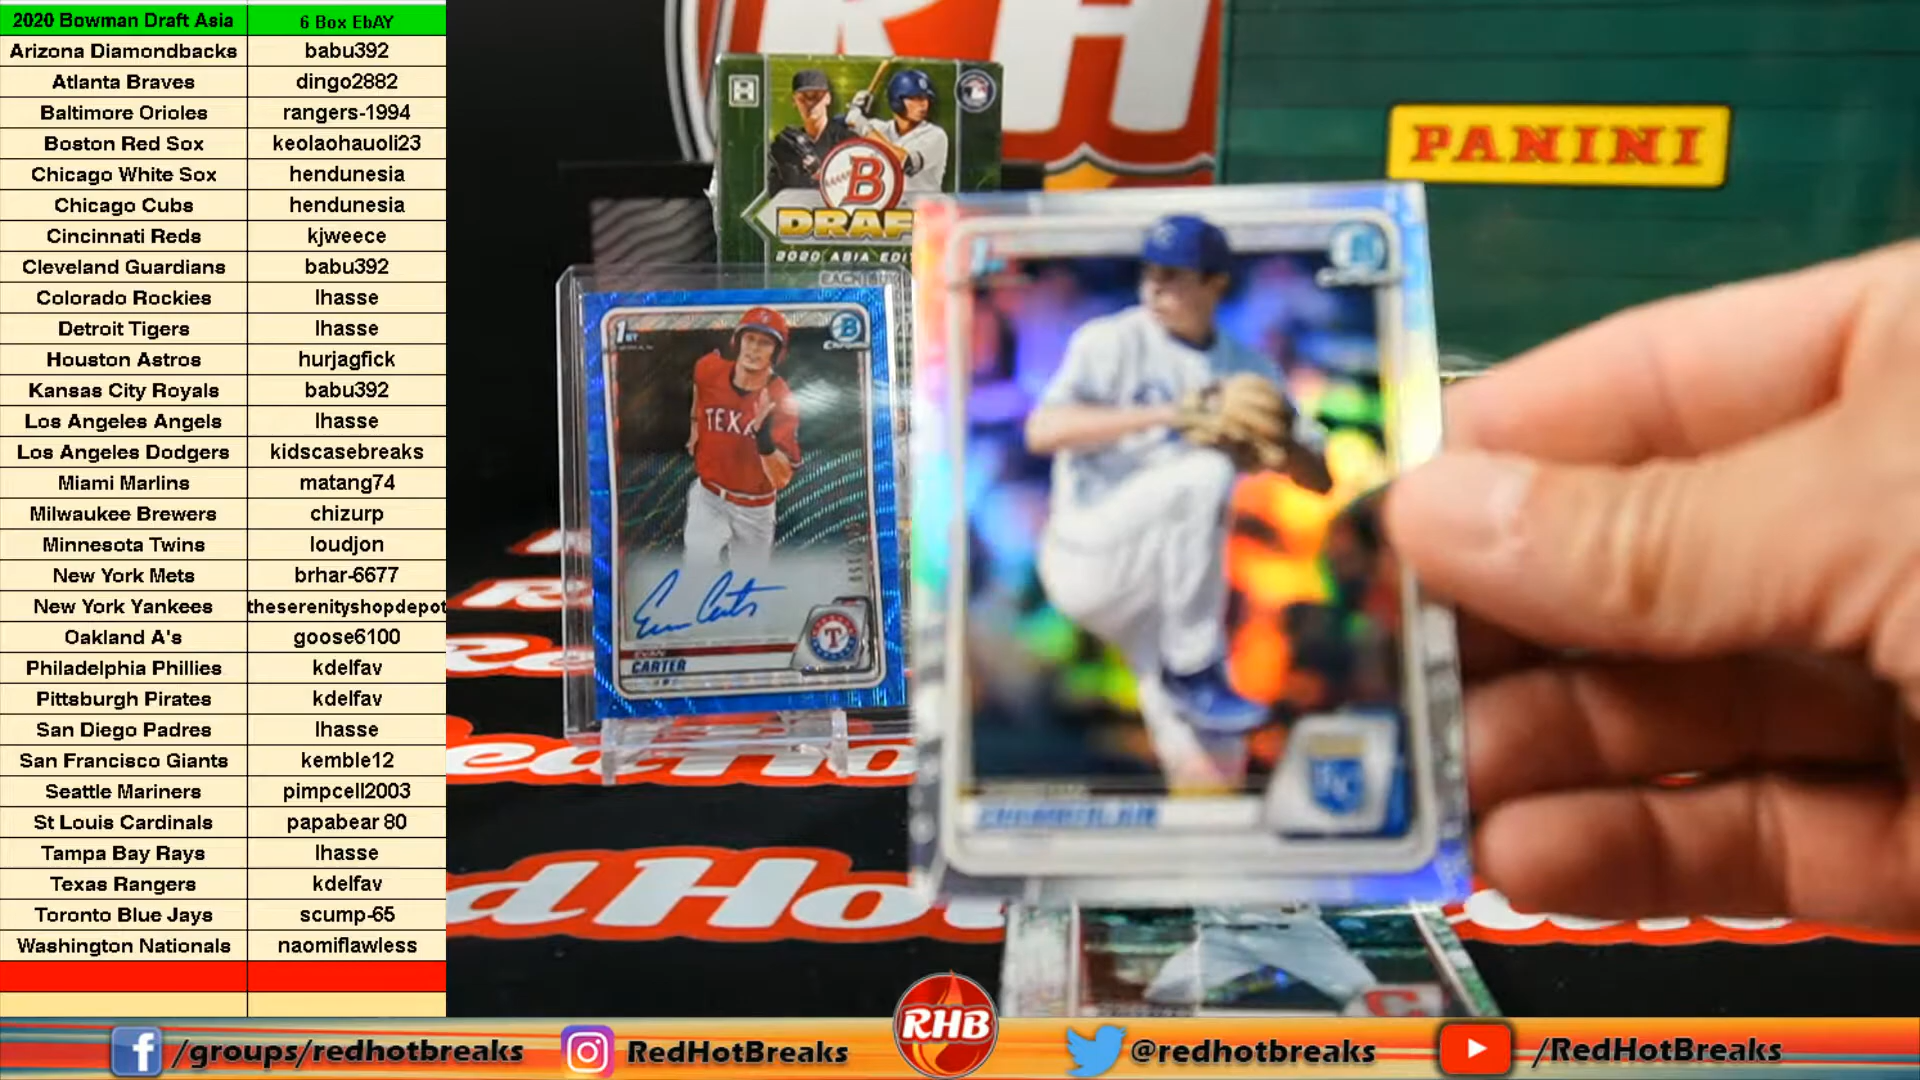 2020 Bowman Draft Asia 6 Box EbAY
Arizona Diamondbacks babu392
Atlanta Braves dingo2882
Baltimore Orioles rangers-1994
Boston Red Sox keolaohauoli23
Chicago White Sox hendunesia
Chicago Cubs hendunesia
Cincinnati Reds kjweece
Cleveland Guardians babu392
Colorado Rockies lhasse
Detroit Tigers lhasse
Houston Astros hurjagfick
Kansas City Royals babu392
Los Angeles Angels lhasse
Los Angeles Dodgers kidscasebreaks
Miami Marlins matang74
Milwaukee Brewers chizurp
Minnesota Twins loudjon
New York Mets brhar-6677
New York Yankees theserenityshopdepot
Oakland A's goose6100
Philadelphia Phillies kdelfav
Pittsburgh Pirates kdelfav
San Diego Padres lhasse
San Francisco Giants kemble12
Seattle Mariners pimpcell2003
St Louis Cardinals papabear 80
Tampa Bay Rays lhasse
Texas Rangers kdelfav
Toronto Blue Jays scump-65
Washington Nationals naomiflawless
RH
PANINI
H
B
DRAF
2020 ASIA EDI
1ST
B
Chrome
TEXA
T
EVAN
CARTER
KC
C
d Ho
/groups/redhotbreaks
RedHotBreaks
RHB
@redhotbreaks
/RedHotBreaks